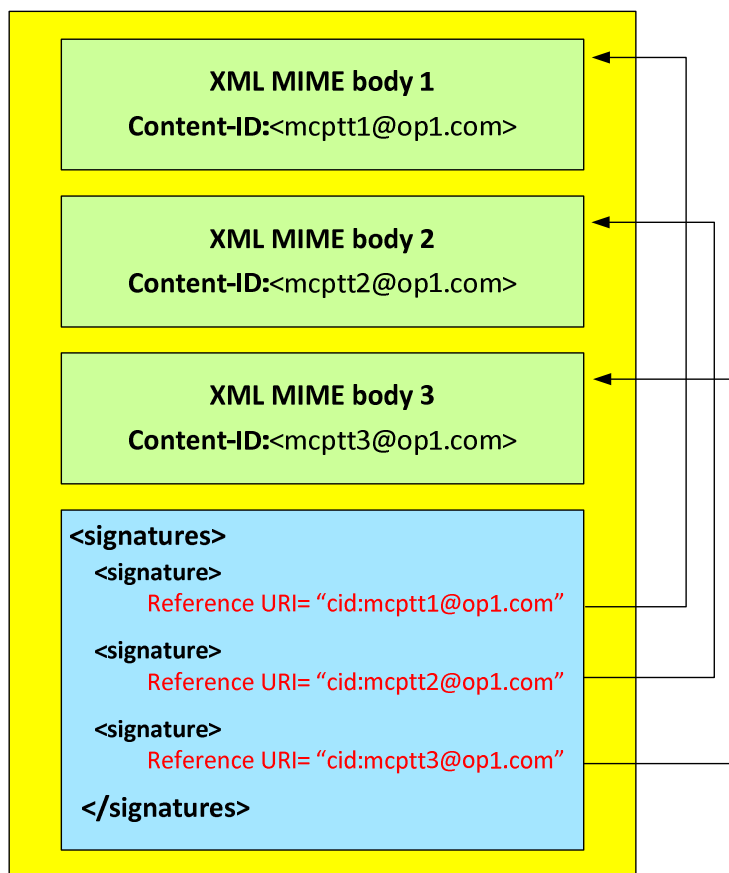 XML MIME body 1
Content-ID:<mcptt1@op1.com>
XML MIME body 2
Content-ID:<mcptt2@op1.com>
XML MIME body 3
Content-ID:<mcptt3@op1.com>
<signatures>
<signature>
Reference URI= “cid:mcptt1@op1.com”
<signature>
Reference URI= “cid:mcptt2@op1.com”
<signature>
Reference URI= “cid:mcptt3@op1.com”
</signatures>